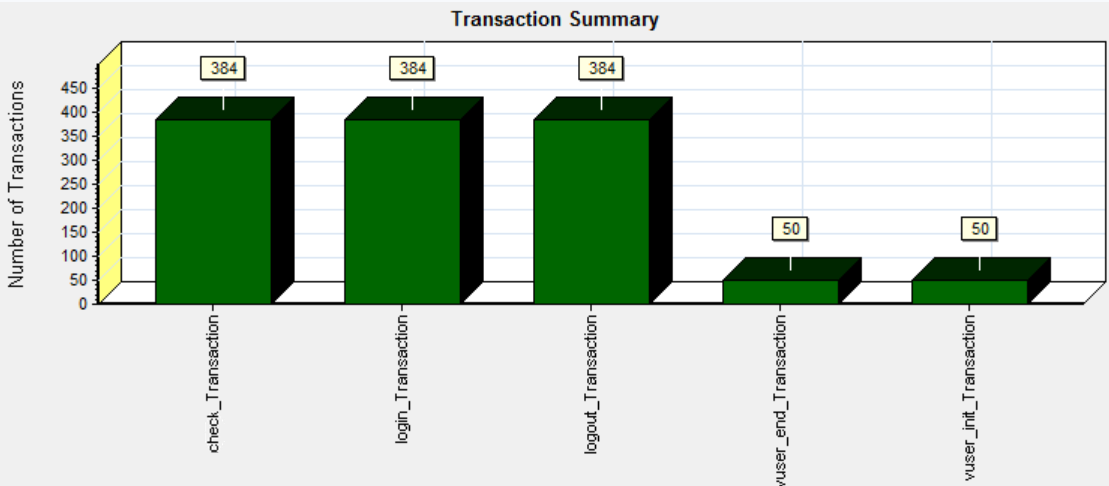 Transaction Summary
Number of Transactions
450
400
350
300
250
200
150
100
50
0
384
384
384
50
50
check_Transaction
login_Transaction
logout_Transaction
vuser_end_Transaction
vuser_init_Transaction